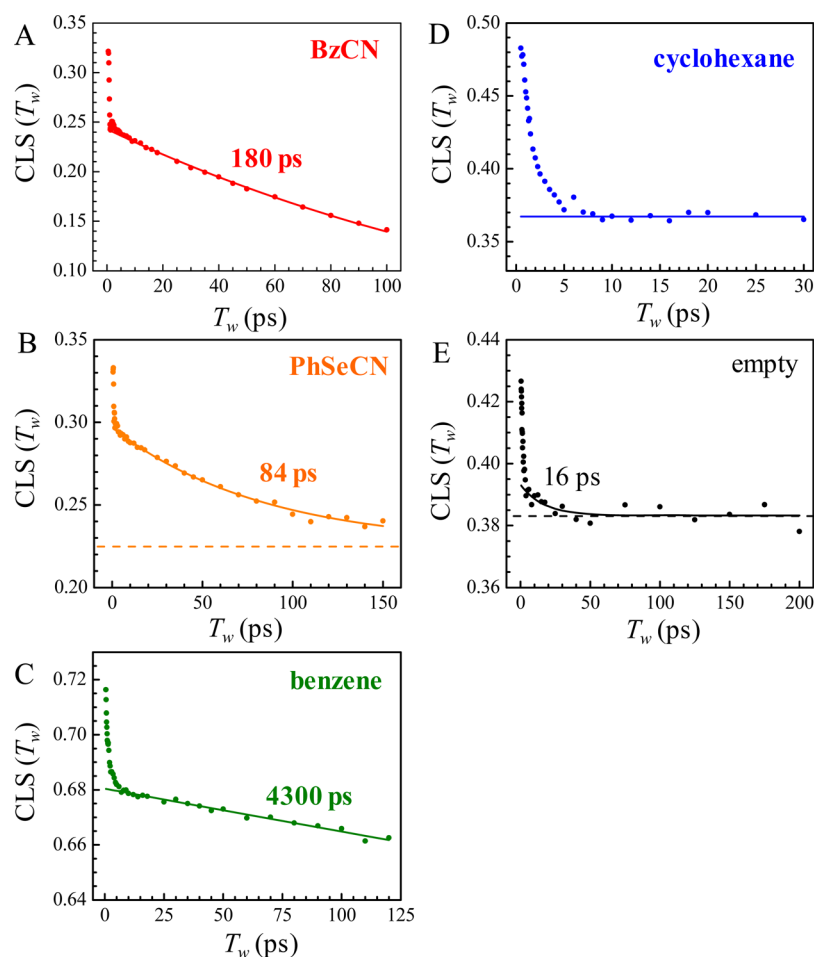 A
BzCN
180 ps
CLS (Tw)
0.35
0.30
0.25
0.20
0.15
0.10
0 20 40 60 80 100
Tw (ps)
D
cyclohexane
CLS (Tw)
0.50
0.45
0.40
0.35
0 5 10 15 20 25 30
Tw (ps)
B
PhSeCN
84 ps
CLS (Tw)
0.35
0.30
0.25
0.20
0 50 100 150
Tw (ps)
E
empty
16 ps
CLS (Tw)
0.44
0.42
0.40
0.38
0.36
0 50 100 150 200
Tw (ps)
C
benzene
4300 ps
CLS (Tw)
0.72
0.70
0.68
0.66
0.64
0 25 50 75 100 125
Tw (ps)